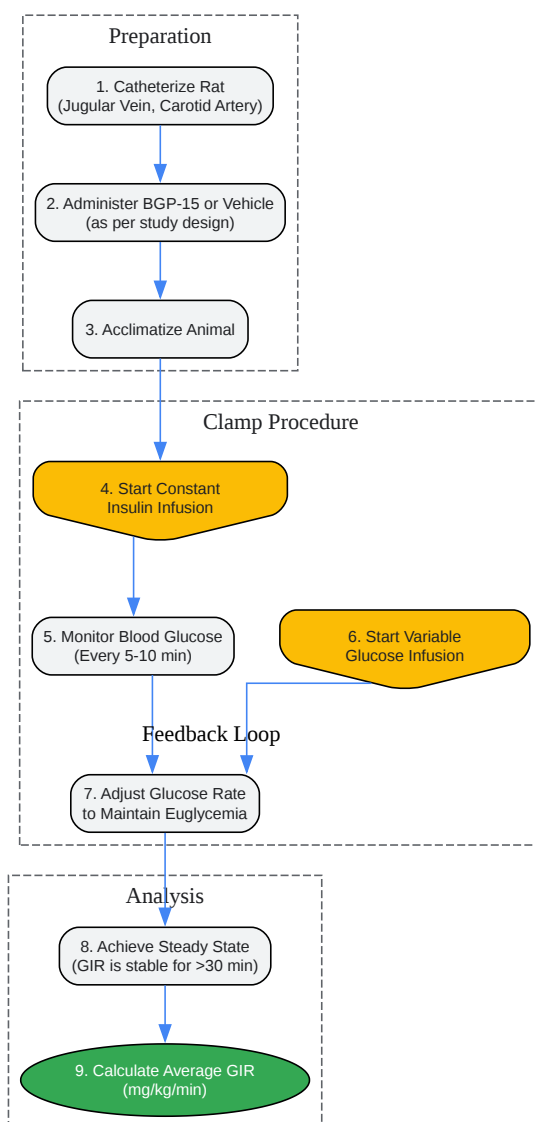 Preparation
1. Catheterize Rat
(Jugular Vein, Carotid Artery)
2. Administer BGP-15 or Vehicle
(as per study design)
3. Acclimatize Animal
Clamp Procedure
4. Start Constant
Insulin Infusion
5. Monitor Blood Glucose
(Every 5-10 min)
6. Start Variable
Glucose Infusion
Feedback Loop
7. Adjust Glucose Rate
to Maintain Euglycemia
Analysis
8. Achieve Steady State
(GIR is stable for >30 min)
9. Calculate Average GIR
(mg/kg/min)